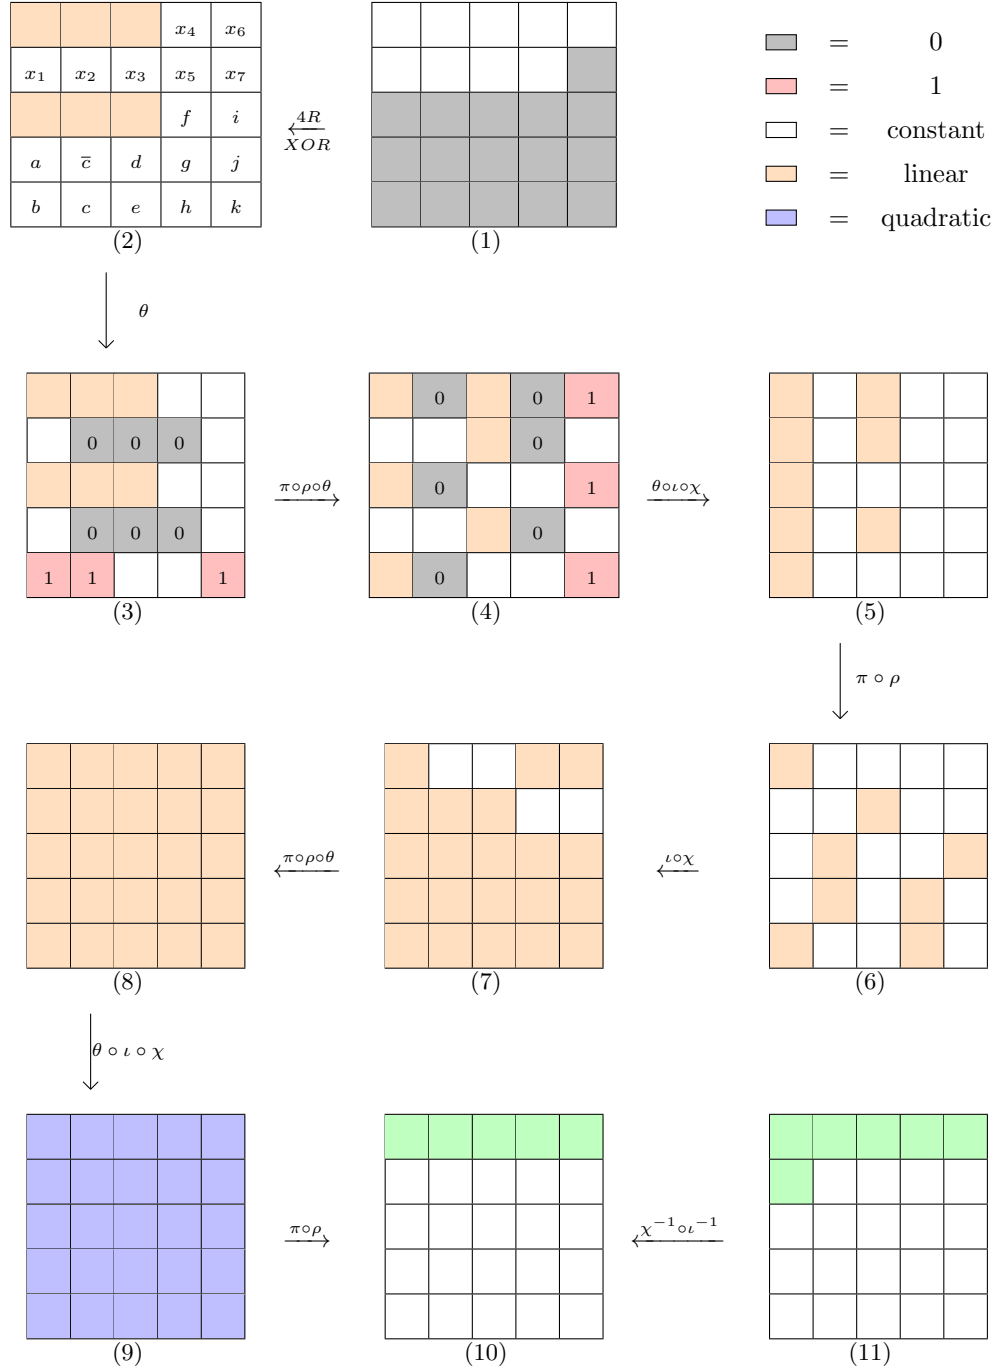 x₄ x₆
x₁ x₂ x₃ x₅ x₇
f i
a c̅ d g j
b c e h k
(2)
4R
XOR
(1)
= 0
= 1
= constant
= linear
= quadratic
θ
0 0 0
0 0 0
1 1 1
(3)
π∘ρ∘θ
0 0 1
0
0 1
0
0 1
(4)
θ∘ι∘χ
(5)
π ∘ ρ
(8)
π∘ρ∘θ
(7)
ι∘χ
(6)
θ ∘ ι ∘ χ
(9)
π∘ρ
(10)
χ⁻¹∘ι⁻¹
(11)